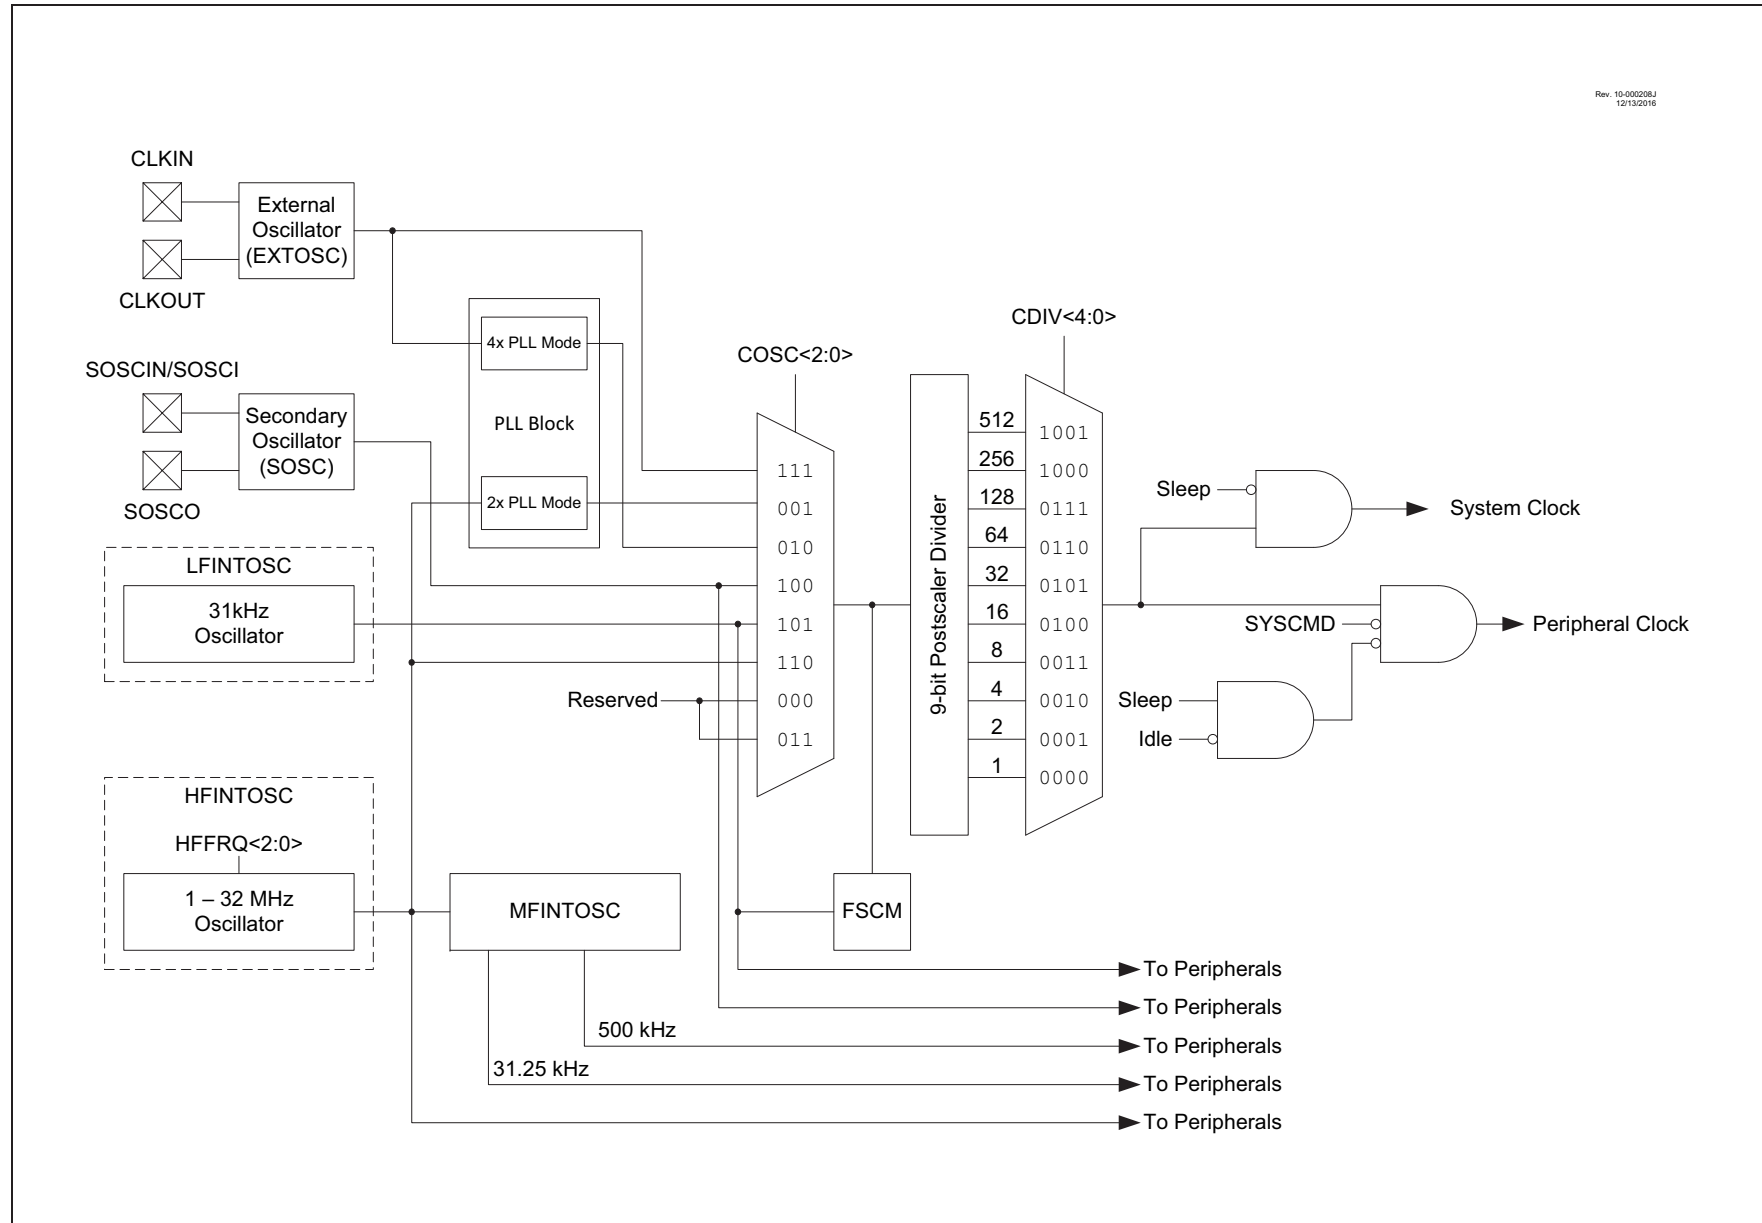 Rev. 10-000208J
12/13/2016
CLKIN
External
Oscillator
(EXTOSC)
CLKOUT
4x PLL Mode
PLL Block
2x PLL Mode
SOSCIN/SOSCI
Secondary
Oscillator
(SOSC)
SOSCO
LFINTOSC
31kHz
Oscillator
HFINTOSC
HFFRQ<2:0>
1 – 32 MHz
Oscillator
MFINTOSC
500 kHz
31.25 kHz
Reserved
COSC<2:0>
111
001
010
100
101
110
000
011
FSCM
9-bit Postscaler Divider
CDIV<4:0>
512 1001
256 1000
128 0111
64 0110
32 0101
16 0100
8 0011
4 0010
2 0001
1 0000
Sleep
System Clock
SYSCMD
Peripheral Clock
Sleep
Idle
To Peripherals
To Peripherals
To Peripherals
To Peripherals
To Peripherals